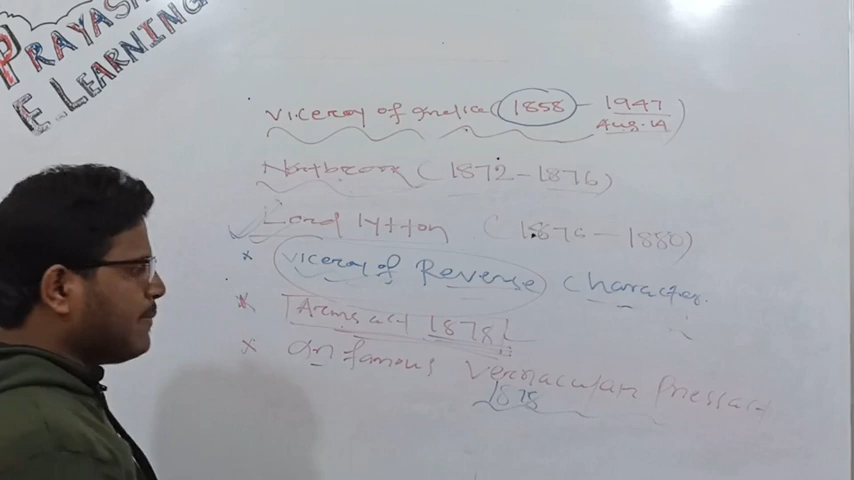 PRAYAS
E-LEARNING
Viceroy of India (1858 - 1947
Aug. 14)
Northbrook (1872 - 1876)
Lord lytton (1876 - 1880)
* Viceroy of Reverse Character.
* Arms act 1878
* Infamous Vernacular Press act
1878